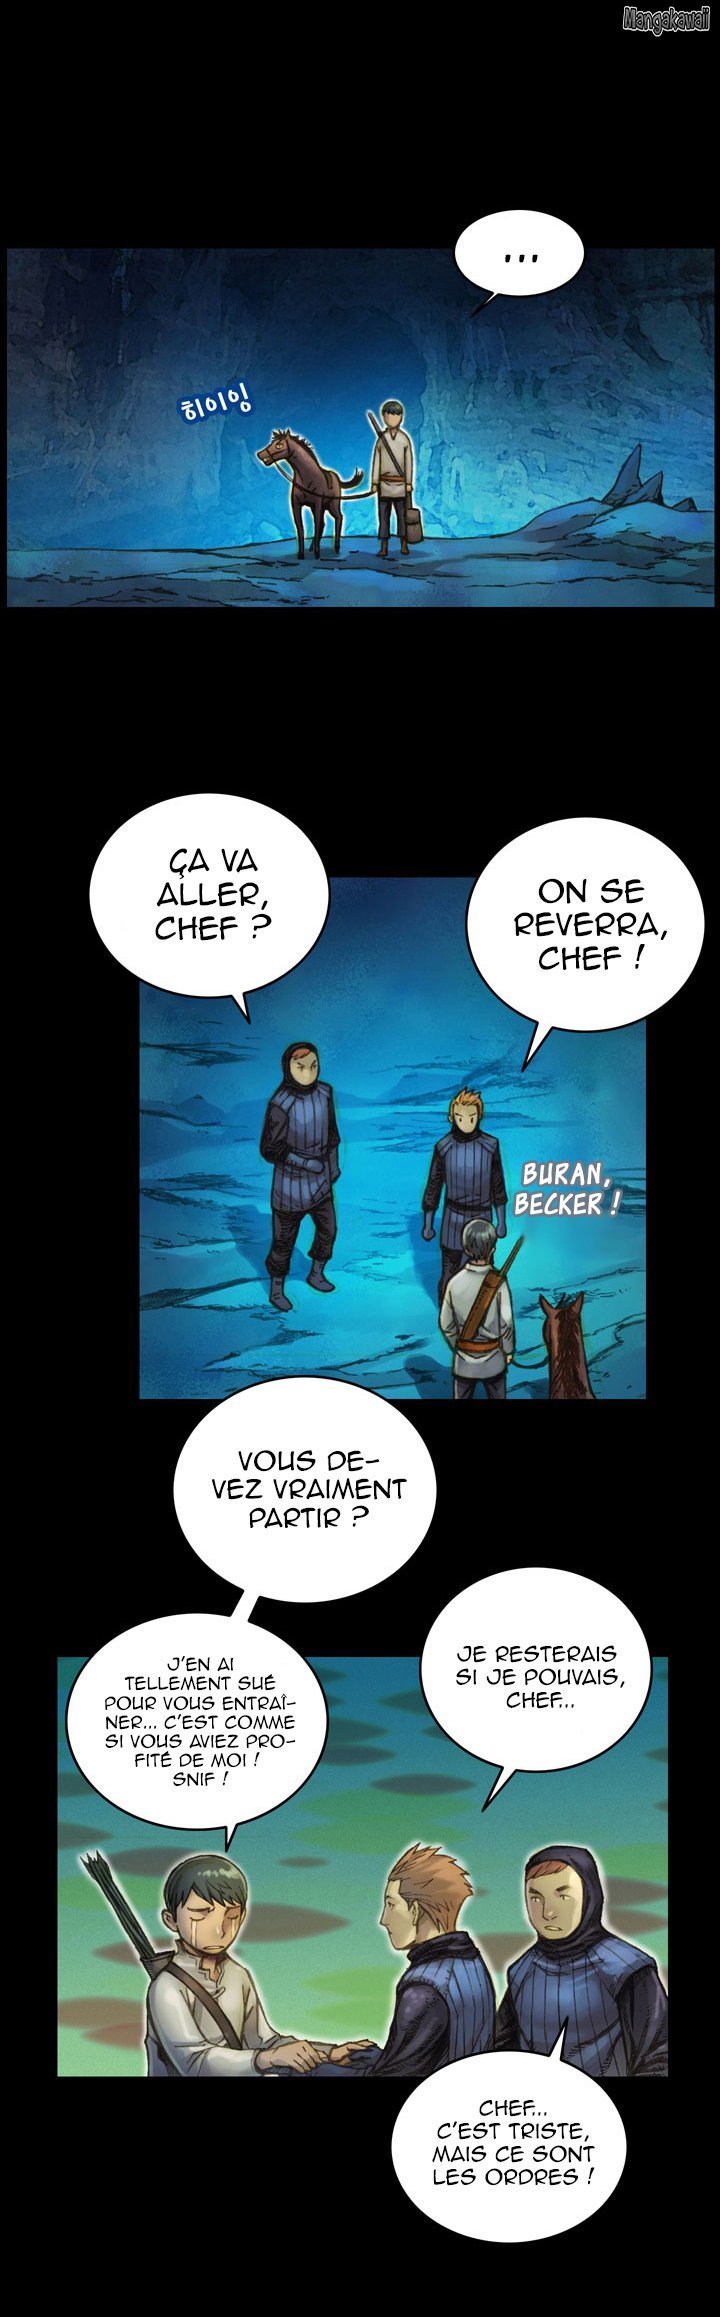 Mangakawaii
...
히이잉
ÇA VA
ALLER,
CHEF ?
ON SE
REVERRA,
CHEF !
BURAN,
BECKER !
VOUS DE-
VEZ VRAIMENT
PARTIR ?
J'EN AI
TELLEMENT SUÉ
POUR VOUS ENTRAÎ-
NER... C'EST COMME
SI VOUS AVIEZ PRO-
FITÉ DE MOI !
SNIF !
JE RESTERAIS
SI JE POUVAIS,
CHEF...
CHEF...
C'EST TRISTE,
MAIS CE SONT
LES ORDRES !